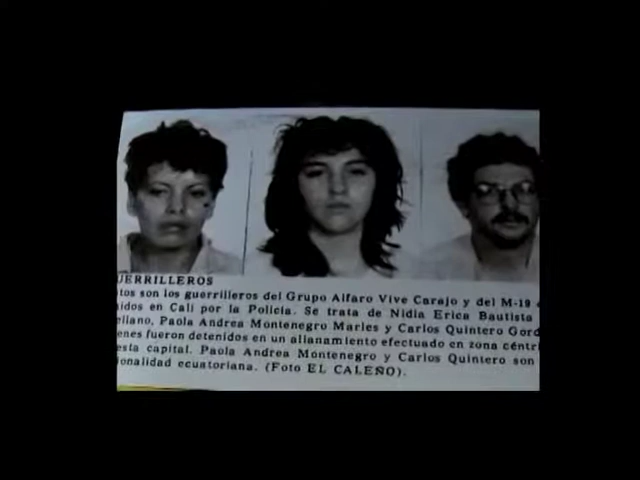 UERRILLEROS
tos son los guerrilleros del Grupo Alfaro Vive Carajo y del M-19
idos en Cali por la Policía. Se trata de Nidia Erica Bautista
ellano, Paola Andrea Montenegro Marles y Carlos Quintero Gord
enes fueron detenidos en un allanamiento efectuado en zona céntri
esta capital. Paola Andrea Montenegro y Carlos Quintero son
ionalidad ecuatoriana. (Foto EL CALEÑO).